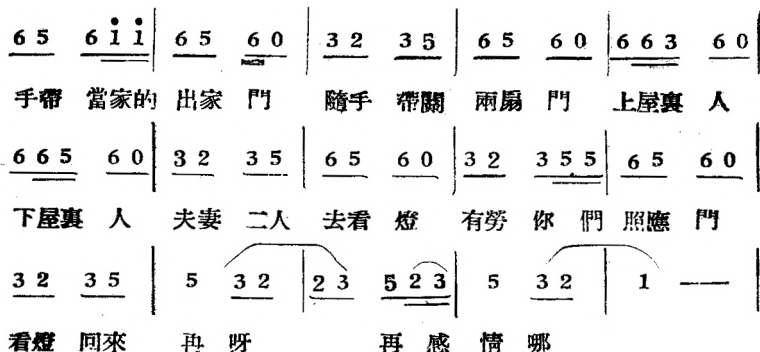 65 6ii 65 60 32 35 65 60 663 60
手帶 當家的 出家 門 隨手 帶關 兩扇 門 上屋裏 人
665 60 32 35 65 60 32 355 65 60
下屋裏 人 夫妻 二人 去看 燈 有勞 你 們 照應 門
32 35 5 32 23 523 5 32 1 —
看燈 回來 再 呀 再 感 情 哪